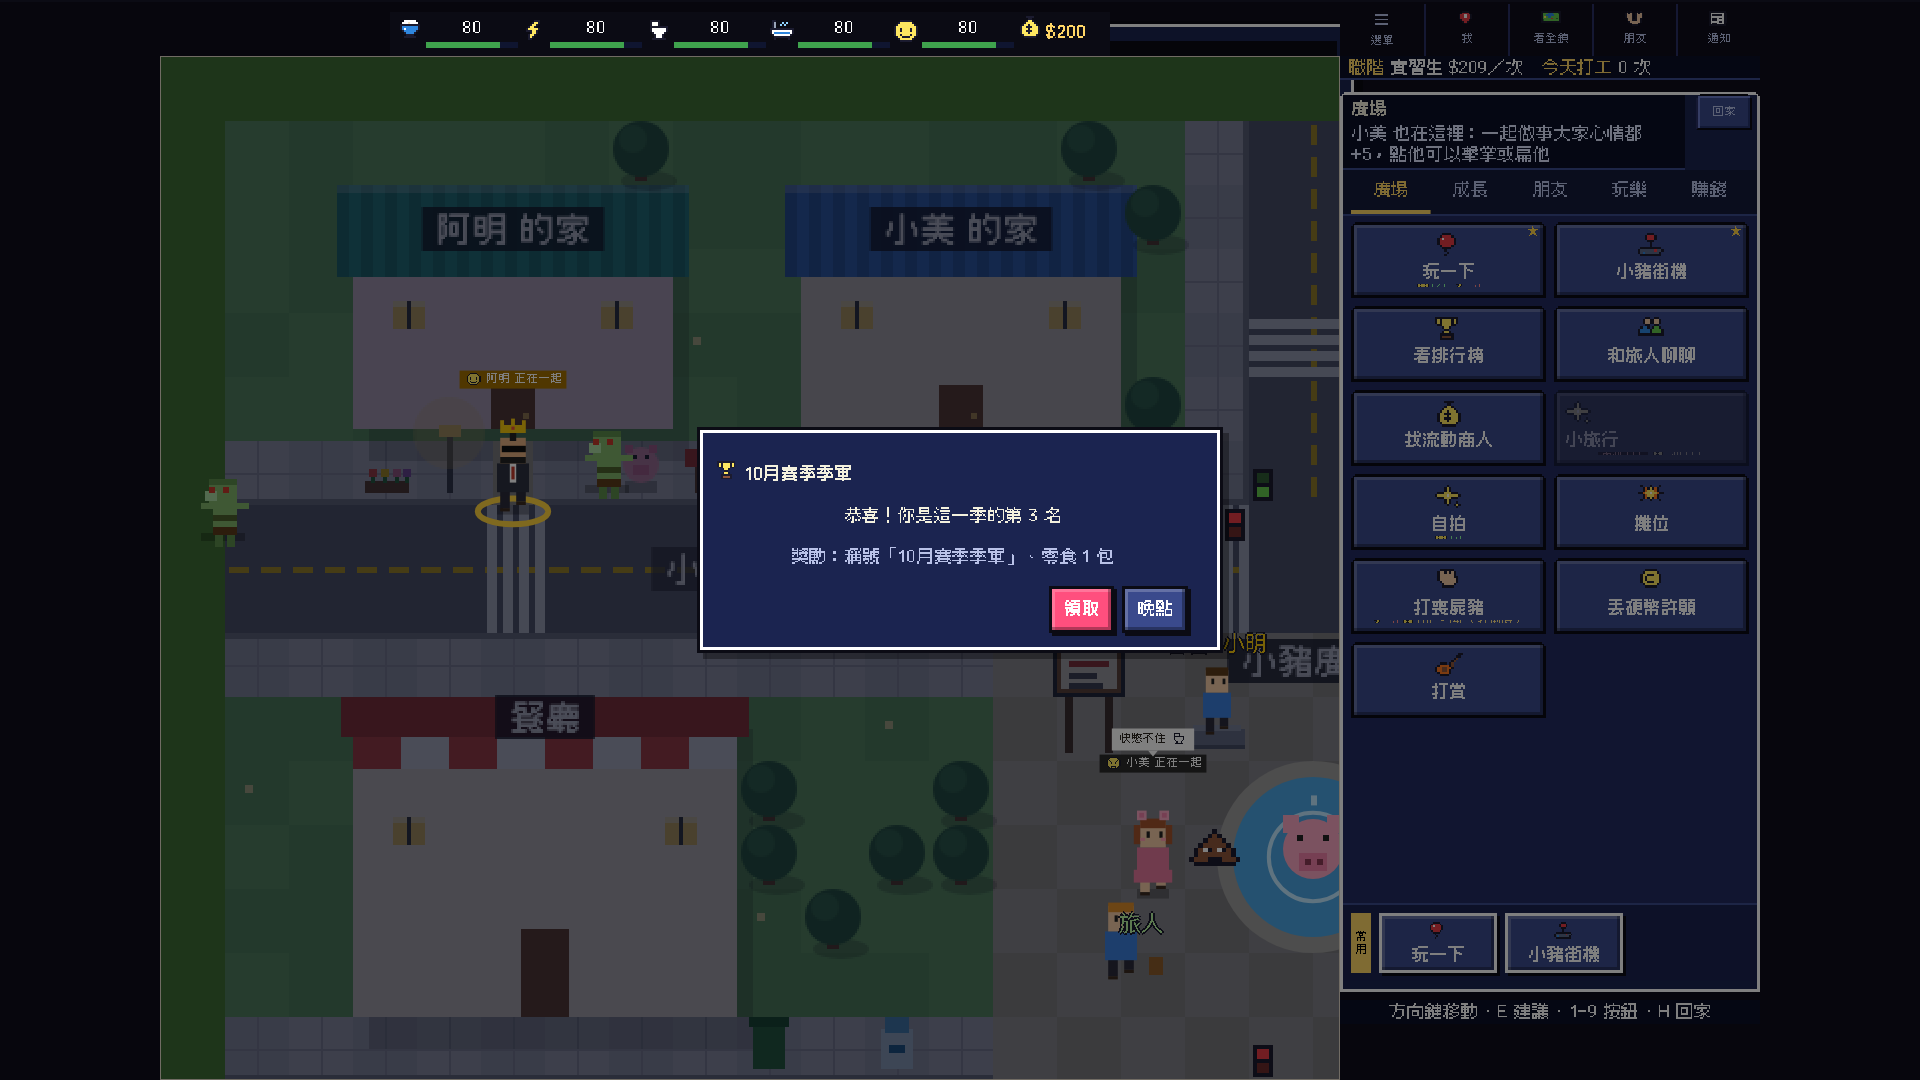 80 80 80 80 80 $200
選單 我 看全鎮 朋友 通知
職階 實習生 $209／次 今天打工 0 次
廣場
回家
小美 也在這裡：一起做事大家心情都
+5，點他可以擊掌或扁他
廣場 成長 朋友 玩樂 賺錢
玩一下 小豬街機
看排行榜 和旅人聊聊
找流動商人 小旅行
自拍 攤位
打喪屍豬 丟硬幣許願
打賞
常用
玩一下 小豬街機
方向鍵移動 · E 建議 · 1-9 按鈕 · H 回家
阿明 的家
小美 的家
阿明 正在一起
10月賽季季軍
恭喜！你是這一季的第 3 名
獎勵：稱號「10月賽季季軍」、零食 1 包
領取 晚點
小
小明
小豬廣
餐廳
快憋不住
小美 正在一起
旅人